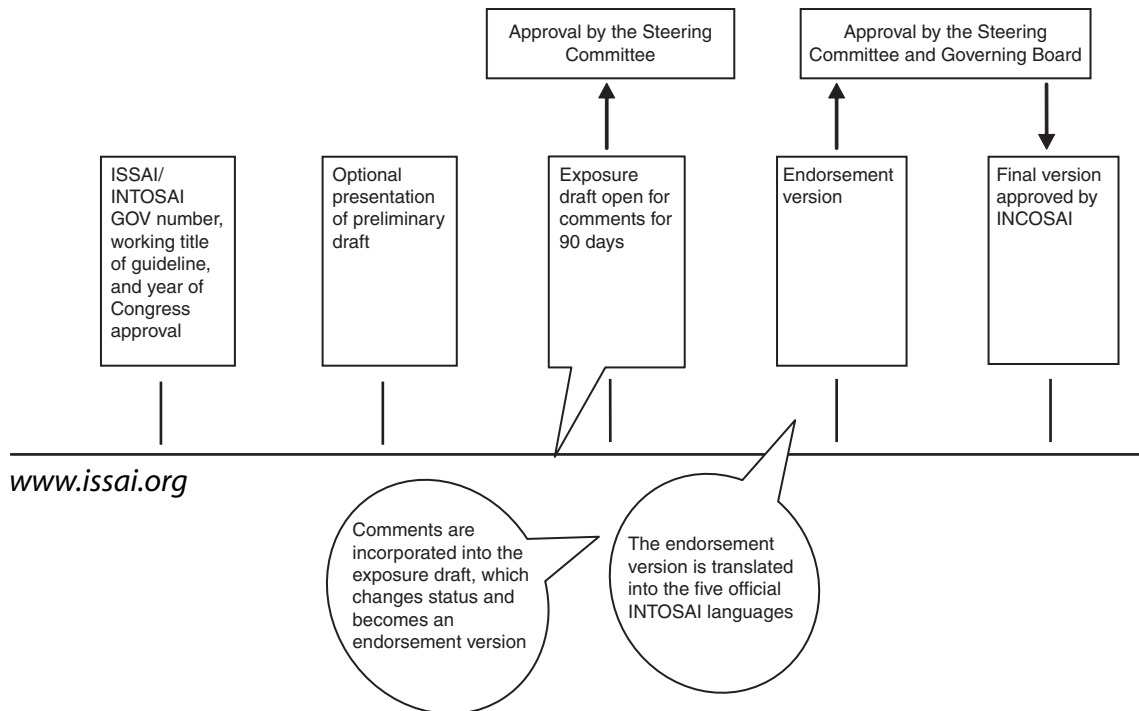 Approval by the Steering
Committee
Approval by the Steering
Committee and Governing Board
ISSAI/
INTOSAI
GOV number,
working title
of guideline,
and year of
Congress
approval
Optional
presentation
of preliminary
draft
Exposure
draft open for
comments for
90 days
Endorsement
version
Final version
approved by
INCOSAI
www.issai.org
Comments are
incorporated into the
exposure draft, which
changes status and
becomes an
endorsement version
The endorsement
version is translated
into the five official
INTOSAI languages